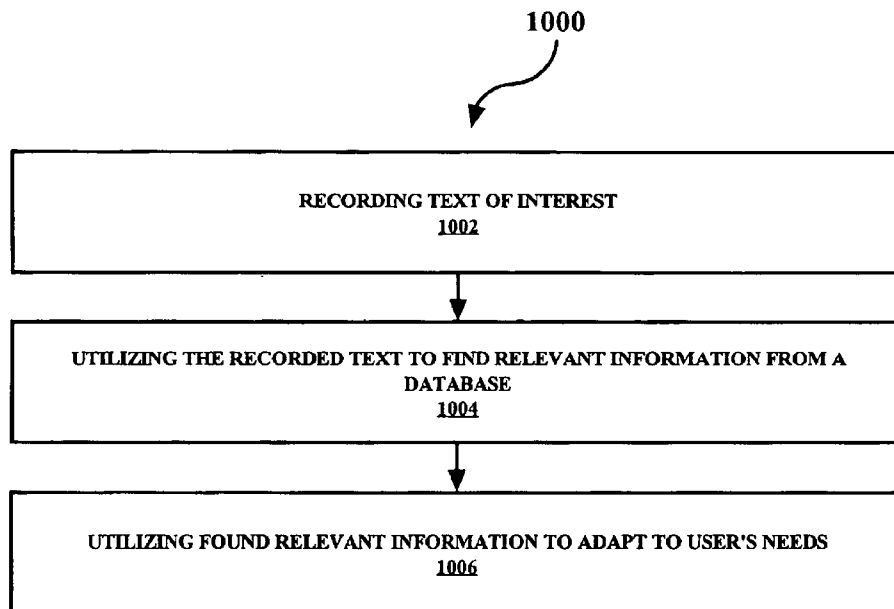 1000
RECORDING TEXT OF INTEREST
1002
UTILIZING THE RECORDED TEXT TO FIND RELEVANT INFORMATION FROM A
DATABASE
1004
UTILIZING FOUND RELEVANT INFORMATION TO ADAPT TO USER'S NEEDS
1006